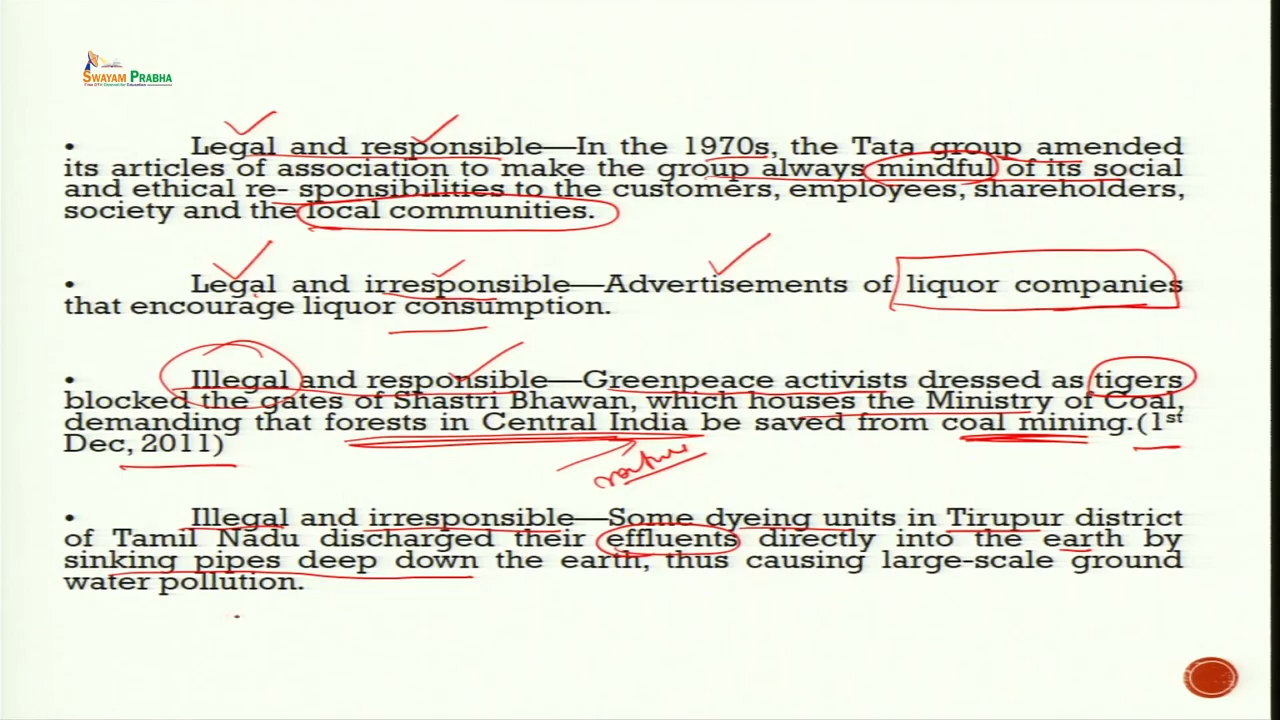 SWAYAM PRABHA
Free DTH Channel for Education
• Legal and responsible—In the 1970s, the Tata group amended
its articles of association to make the group always mindful of its social
and ethical re- sponsibilities to the customers, employees, shareholders,
society and the local communities.
• Legal and irresponsible—Advertisements of liquor companies
that encourage liquor consumption.
• Illegal and responsible—Greenpeace activists dressed as tigers
blocked the gates of Shastri Bhawan, which houses the Ministry of Coal,
demanding that forests in Central India be saved from coal mining.(1st
Dec, 2011)
• Illegal and irresponsible—Some dyeing units in Tirupur district
of Tamil Nadu discharged their effluents directly into the earth by
sinking pipes deep down the earth, thus causing large-scale ground
water pollution.